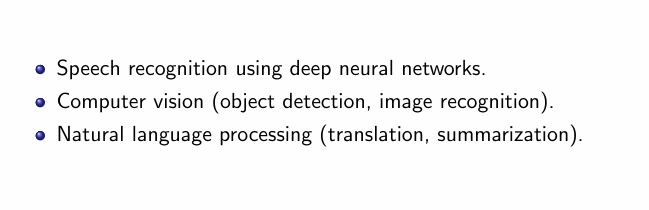 Speech recognition using deep neural networks.
Computer vision (object detection, image recognition).
Natural language processing (translation, summarization).